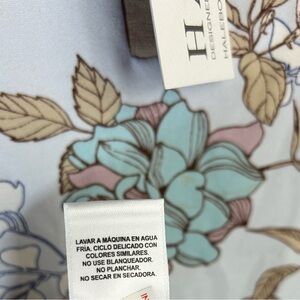 H
DESIGNE
HALEBO
LAVAR A MÁQUINA EN AGUA
FRÍA. CICLO DELICADO CON
COLORES SIMILARES.
NO USE BLANQUEADOR.
NO PLANCHAR.
NO SECAR EN SECADORA.